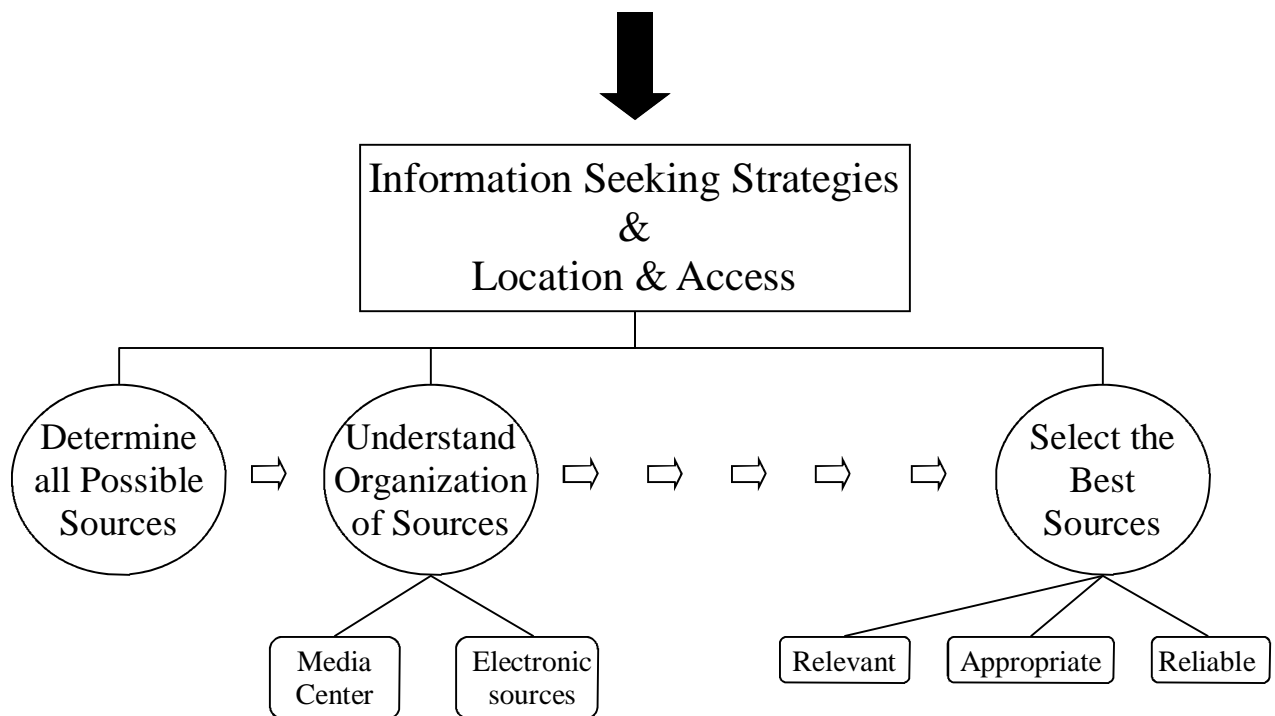 Information Seeking Strategies
&
Location & Access
Determine
all Possible
Sources
Understand
Organization
of Sources
Select the
Best
Sources
Media
Center
Electronic
sources
Relevant
Appropriate
Reliable